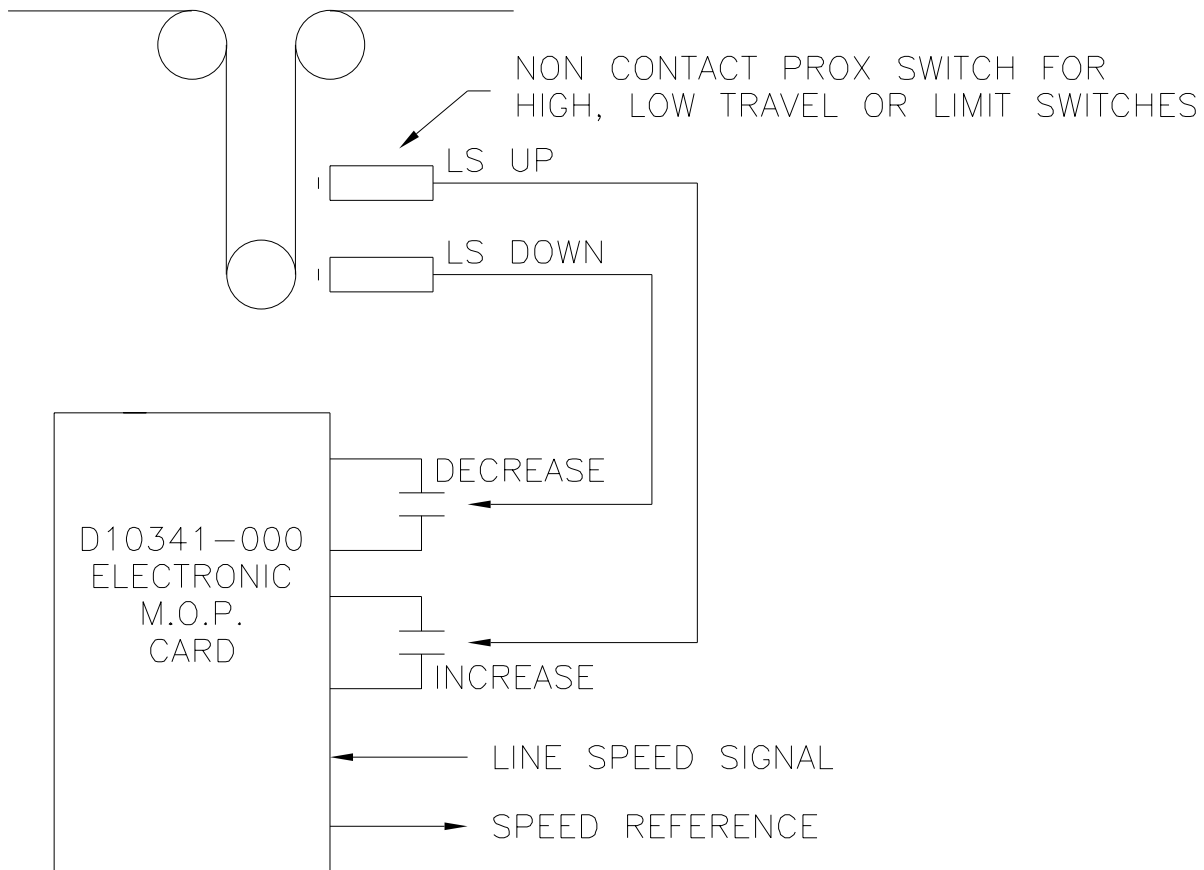 NON CONTACT PROX SWITCH FOR
HIGH, LOW TRAVEL OR LIMIT SWITCHES
LS UP
LS DOWN
DECREASE
D10341-000
ELECTRONIC
M.O.P.
CARD
INCREASE
LINE SPEED SIGNAL
SPEED REFERENCE